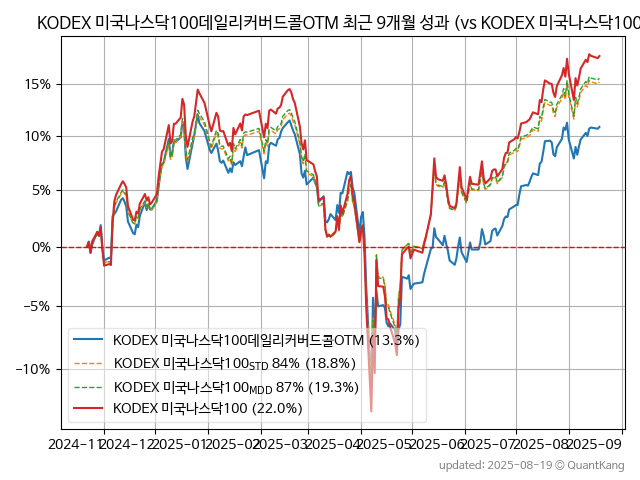 KODEX 미국나스닥100데일리커버드콜OTM 최근 9개월 성과 (vs KODEX 미국나스닥100
15%
10%
5%
0%
−5%
−10%
KODEX 미국나스닥100데일리커버드콜OTM (13.3%)
KODEX 미국나스닥100STD 84% (18.8%)
KODEX 미국나스닥100MDD 87% (19.3%)
KODEX 미국나스닥100 (22.0%)
2024-11 2024-12 2025-01 2025-02 2025-03 2025-04 2025-05 2025-06 2025-07 2025-08 2025-09
updated: 2025-08-19 © QuantKang